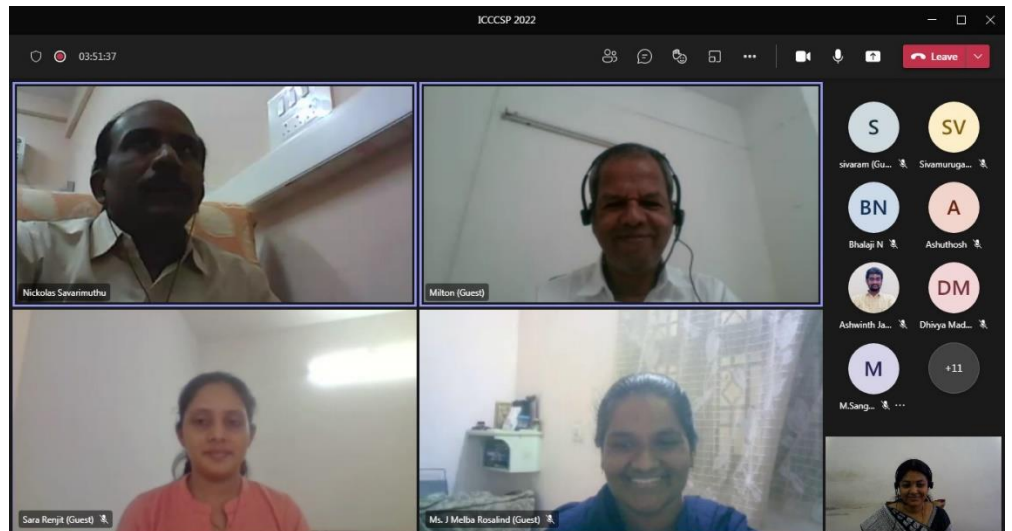 ICCCSP 2022
03:51:37
Leave
Nickolas Savarimuthu
Milton (Guest)
Sara Renjit (Guest)
Ms. J Melba Rosalind (Guest)
S
SV
sivaram (Gu...
Sivamuruga...
BN
A
Bhalaji N
Ashuthosh
DM
Ashwinth Ja...
Dhivya Mad...
M
+11
M.Sang...